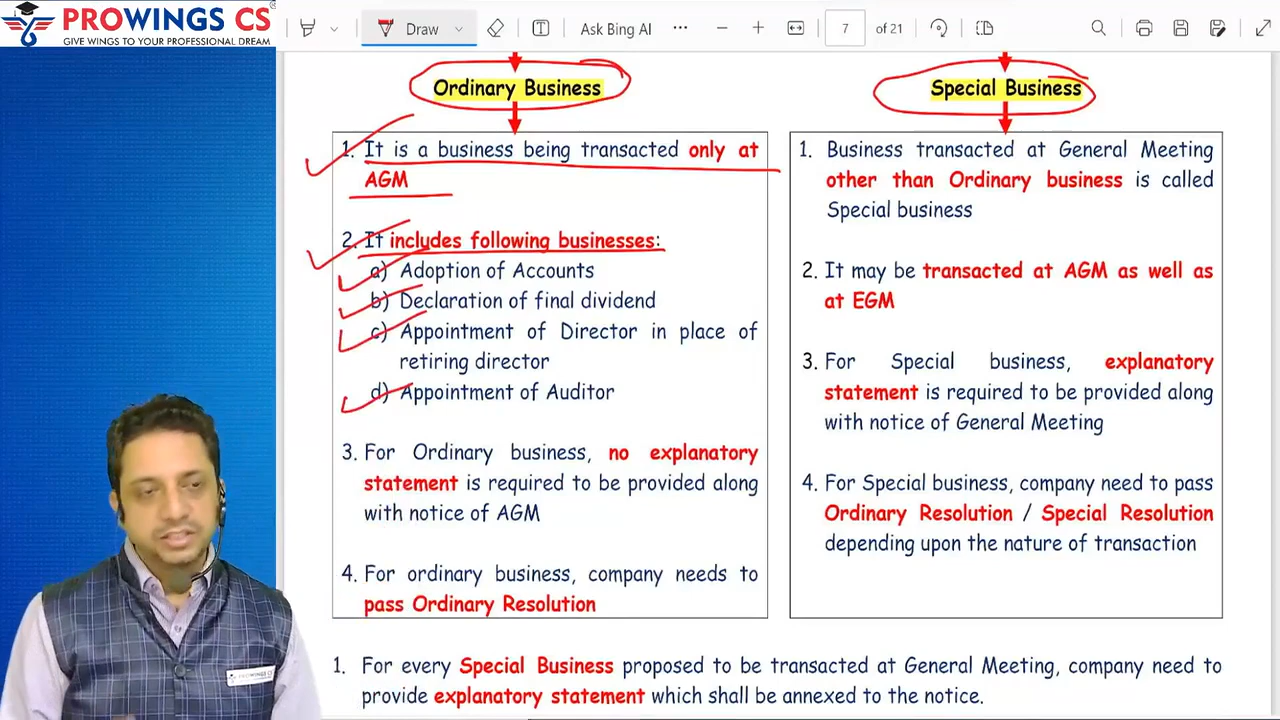 PROWINGS CS
GIVE WINGS TO YOUR PROFESSIONAL DREAM
Draw
Ask Bing AI
7
of 21
Ordinary Business
1. It is a business being transacted only at
AGM
2. It includes following businesses:
a) Adoption of Accounts
b) Declaration of final dividend
c) Appointment of Director in place of
retiring director
d) Appointment of Auditor
3. For Ordinary business, no explanatory
statement is required to be provided along
with notice of AGM
4. For ordinary business, company needs to
pass Ordinary Resolution
Special Business
1. Business transacted at General Meeting
other than Ordinary business is called
Special business
2. It may be transacted at AGM as well as
at EGM
3. For Special business, explanatory
statement is required to be provided along
with notice of General Meeting
4. For Special business, company need to pass
Ordinary Resolution / Special Resolution
depending upon the nature of transaction
1. For every Special Business proposed to be transacted at General Meeting, company need to
provide explanatory statement which shall be annexed to the notice.
PROWINGS CS